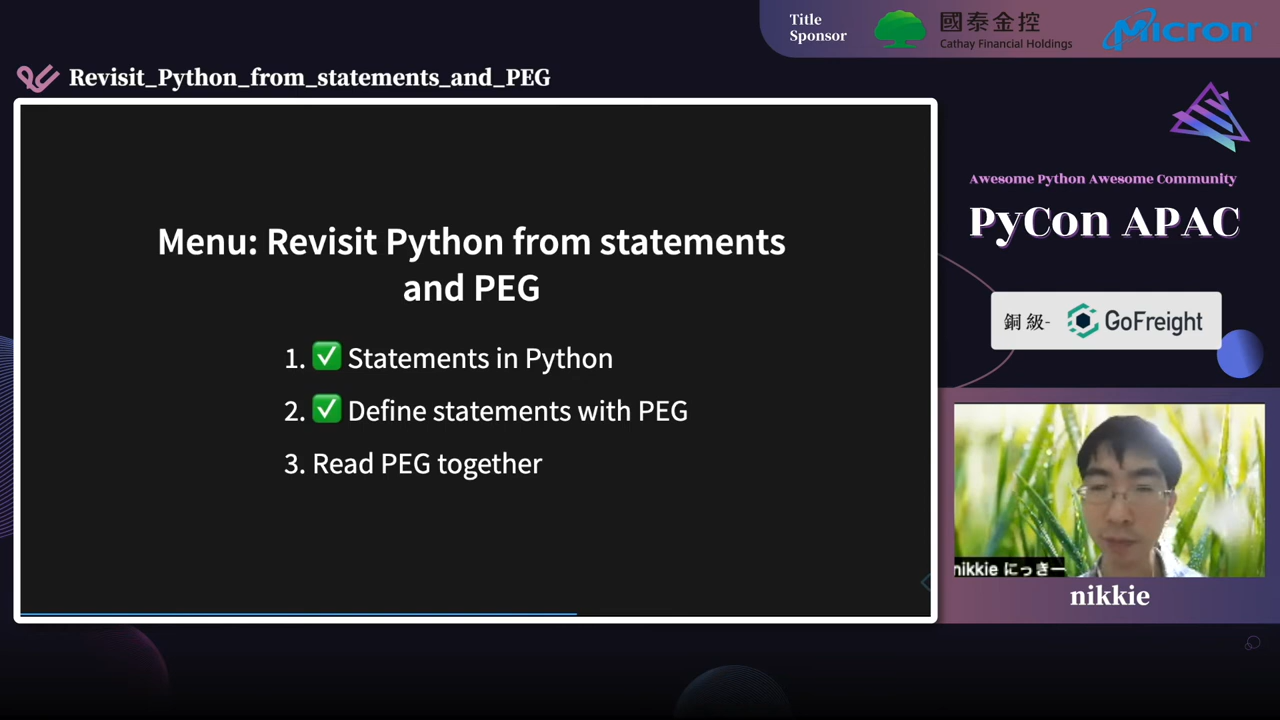 Title
Sponsor
國泰金控
Cathay Financial Holdings
Micron
Revisit_Python_from_statements_and_PEG
Menu: Revisit Python from statements
and PEG
1. ✅ Statements in Python
2. ✅ Define statements with PEG
3. Read PEG together
Awesome Python Awesome Community
PyCon APAC
銅級- GoFreight
nikkie にっきー
nikkie